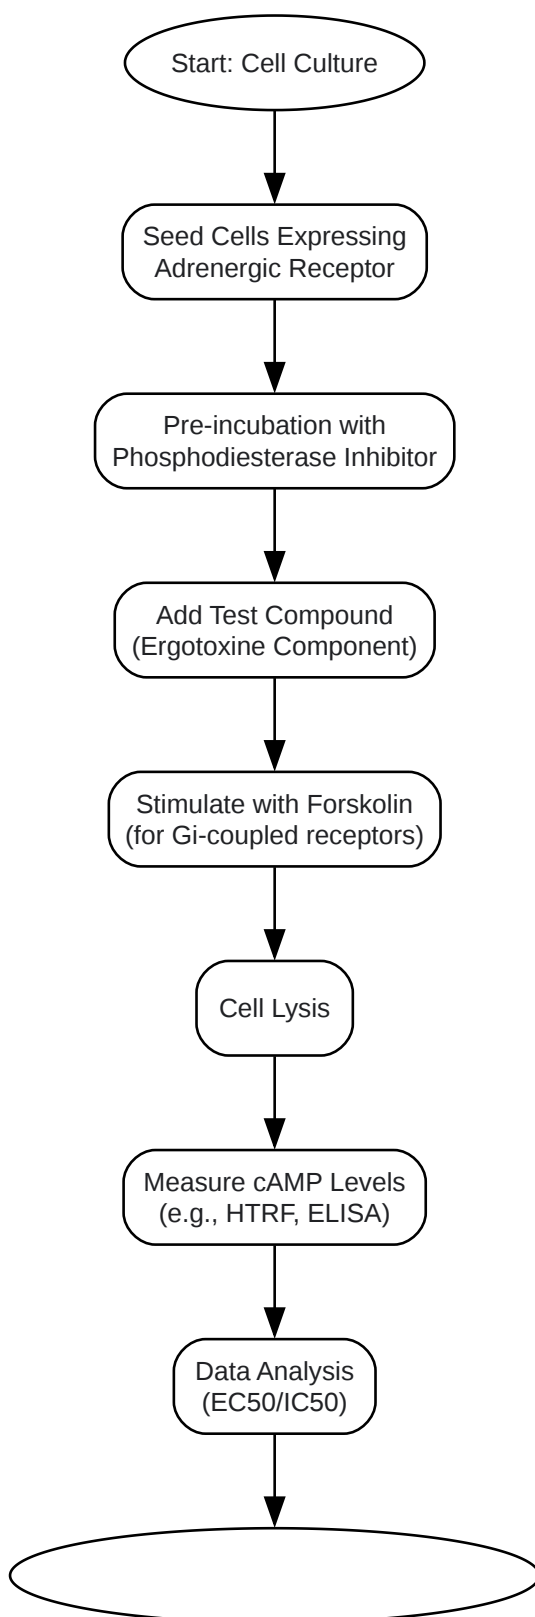 Start: Cell Culture
Seed Cells Expressing
Adrenergic Receptor
Pre-incubation with
Phosphodiesterase Inhibitor
Add Test Compound
(Ergotoxine Component)
Stimulate with Forskolin
(for Gi-coupled receptors)
Cell Lysis
Measure cAMP Levels
(e.g., HTRF, ELISA)
Data Analysis
(EC50/IC50)